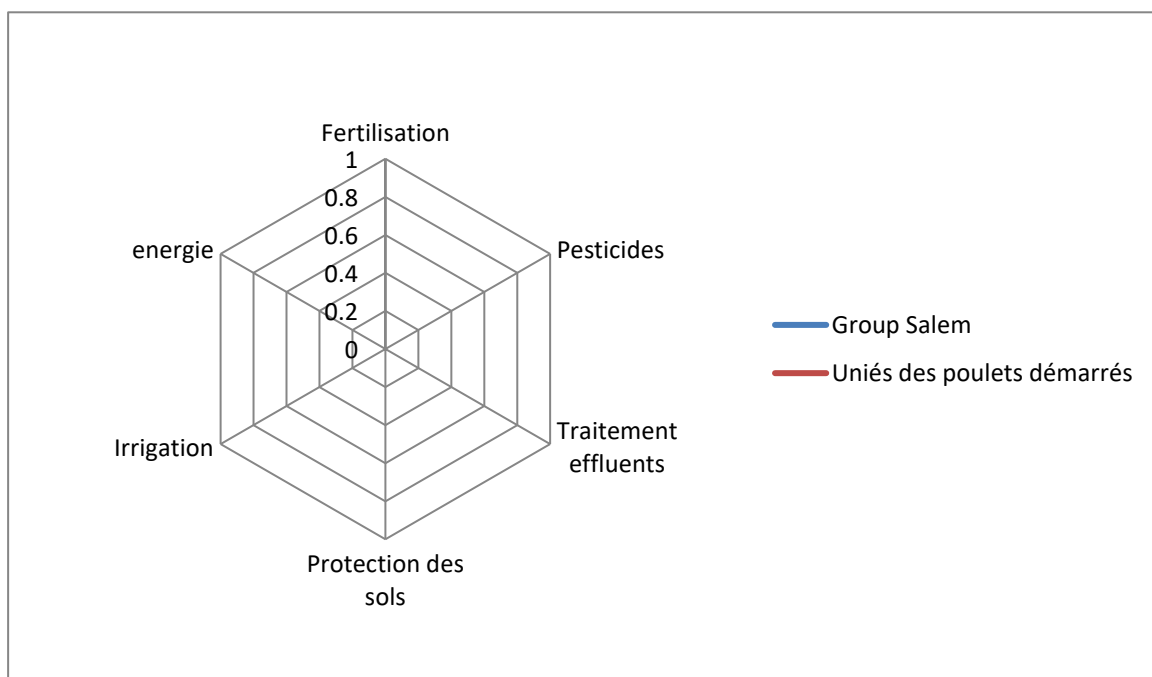 Fertilisation
1
0.8
energie
Pesticides
0.6
0.4
0.2
0
Group Salem
Uniés des poulets démarrés
Irrigation
Traitement
effluents
Protection des
sols